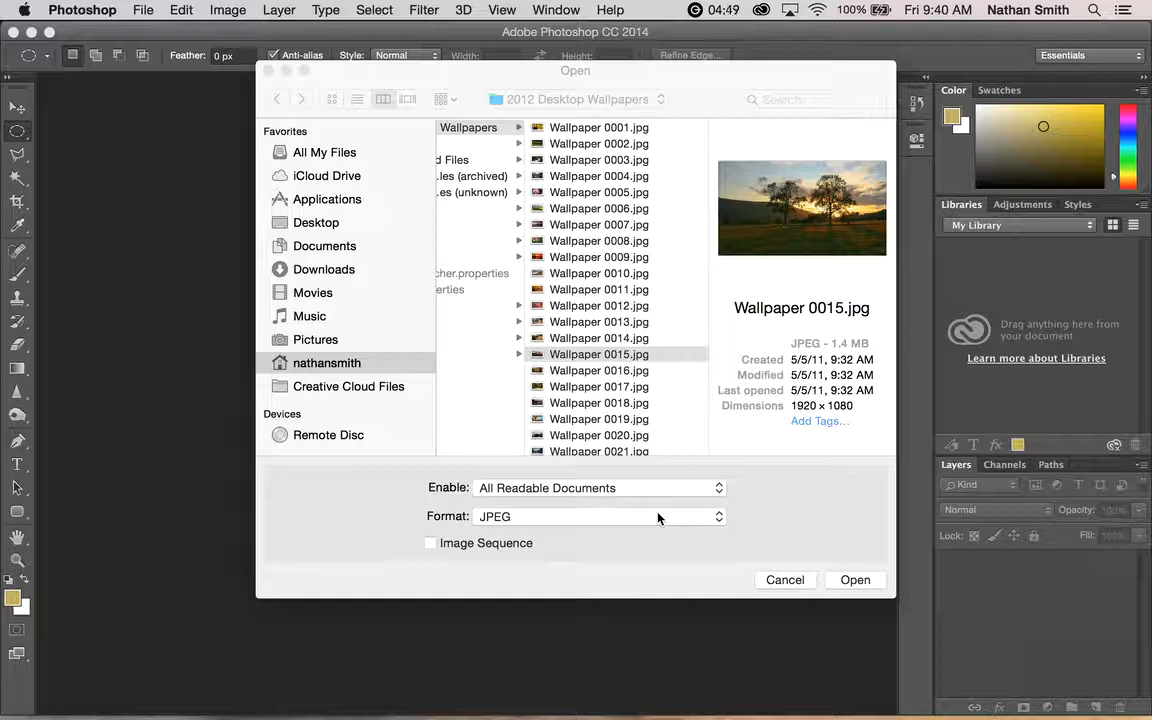 Photoshop File Edit Image Layer Type Select Filter 3D View Window Help 04:49 100% Fri 9:40 AM Nathan Smith
Adobe Photoshop CC 2014
Feather: 0 px Anti-alias Style: Normal Width: Height: Refine Edge... Essentials
Open
2012 Desktop Wallpapers
Search
Favorites
All My Files
iCloud Drive
Applications
Desktop
Documents
Downloads
Movies
Music
Pictures
nathansmith
Creative Cloud Files
Devices
Remote Disc
Wallpapers
d Files
.les (archived)
.es (unknown)
cher.properties
erties
Wallpaper 0001.jpg
Wallpaper 0002.jpg
Wallpaper 0003.jpg
Wallpaper 0004.jpg
Wallpaper 0005.jpg
Wallpaper 0006.jpg
Wallpaper 0007.jpg
Wallpaper 0008.jpg
Wallpaper 0009.jpg
Wallpaper 0010.jpg
Wallpaper 0011.jpg
Wallpaper 0012.jpg
Wallpaper 0013.jpg
Wallpaper 0014.jpg
Wallpaper 0015.jpg
Wallpaper 0016.jpg
Wallpaper 0017.jpg
Wallpaper 0018.jpg
Wallpaper 0019.jpg
Wallpaper 0020.jpg
Wallpaper 0021.jpg
Wallpaper 0015.jpg
JPEG - 1.4 MB
Created 5/5/11, 9:32 AM
Modified 5/5/11, 9:32 AM
Last opened 5/5/11, 9:32 AM
Dimensions 1920 × 1080
Add Tags...
Enable: All Readable Documents
Format: JPEG
Image Sequence
Cancel Open
Color Swatches
Libraries Adjustments Styles
My Library
Drag anything here from
your document
Learn more about Libraries
Layers Channels Paths
Kind
Normal Opacity: 100%
Lock: Fill: 100%